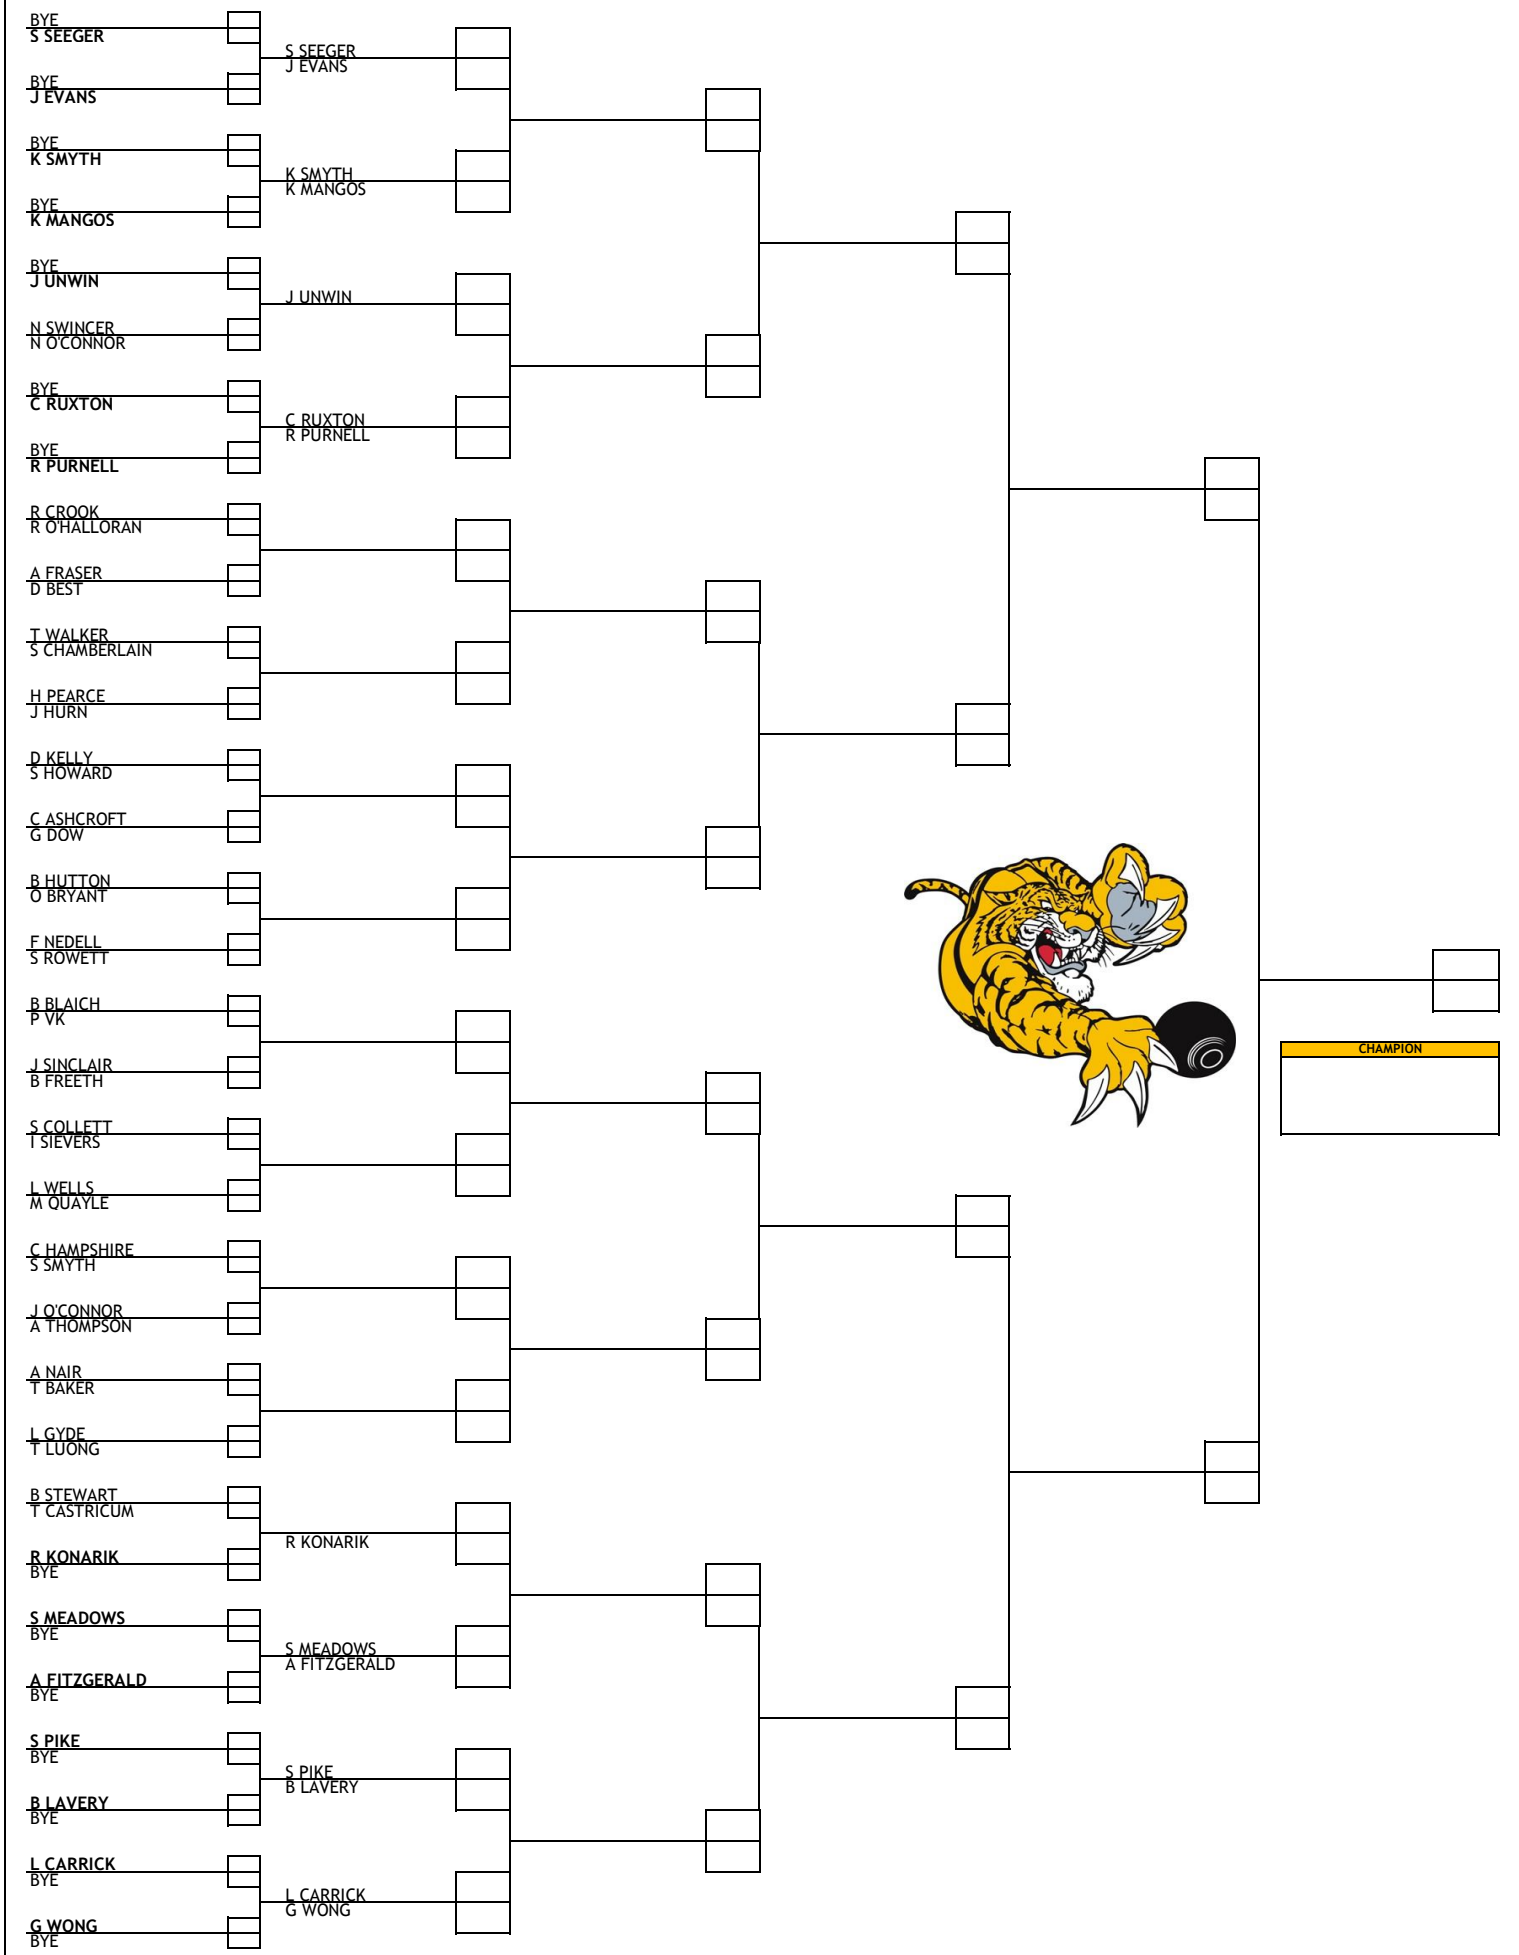 BYE
S SEEGER
BYE
J EVANS
BYE
K SMYTH
BYE
K MANGOS
BYE
J UNWIN
N SWINCER
N O'CONNOR
BYE
C RUXTON
BYE
R PURNELL
R CROOK
R O'HALLORAN
A FRASER
D BEST
T WALKER
S CHAMBERLAIN
H PEARCE
J HURN
D KELLY
S HOWARD
C ASHCROFT
G DOW
B HUTTON
O BRYANT
F NEDELL
S ROWETT
B BLAICH
P VK
J SINCLAIR
B FREETH
S COLLETT
I SIEVERS
L WELLS
M QUAYLE
C HAMPSHIRE
S SMYTH
J O'CONNOR
A THOMPSON
A NAIR
T BAKER
L GYDE
T LUONG
B STEWART
T CASTRICUM
R KONARIK
BYE
S MEADOWS
BYE
A FITZGERALD
BYE
S PIKE
BYE
B LAVERY
BYE
L CARRICK
BYE
G WONG
BYE
S SEEGER
J EVANS
K SMYTH
K MANGOS
J UNWIN
C RUXTON
R PURNELL
R KONARIK
S MEADOWS
A FITZGERALD
S PIKE
B LAVERY
L CARRICK
G WONG
CHAMPION